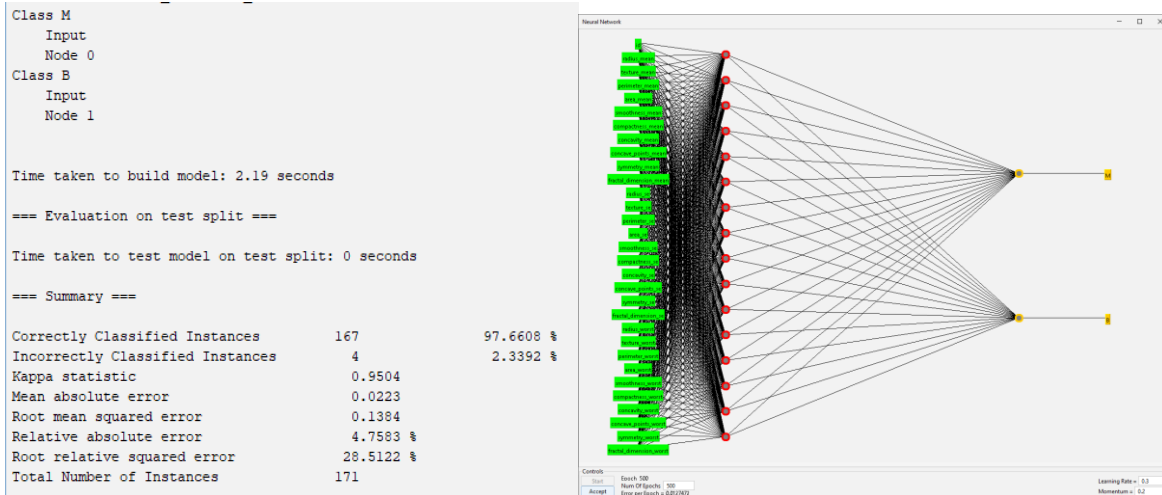 Class M
Input
Node 0
Class B
Input
Node 1
Time taken to build model: 2.19 seconds
=== Evaluation on test split ===
Time taken to test model on test split: 0 seconds
=== Summary ===
Correctly Classified Instances 167 97.6608 %
Incorrectly Classified Instances 4 2.3392 %
Kappa statistic 0.9504
Mean absolute error 0.0223
Root mean squared error 0.1384
Relative absolute error 4.7583 %
Root relative squared error 28.5122 %
Total Number of Instances 171
Neural Network
radius_mean
texture_mean
perimeter_mean
area_mean
smoothness_mean
compactness_mean
concavity_mean
concave_points_mean
symmetry_mean
fractal_dimension_mean
radius_se
texture_se
perimeter_se
area_se
smoothness_se
compactness_se
concavity_se
concave_points_se
symmetry_se
fractal_dimension_se
radius_worst
texture_worst
perimeter_worst
area_worst
smoothness_worst
compactness_worst
concavity_worst
concave_points_worst
symmetry_worst
fractal_dimension_worst
M
B
Controls
Start
Accept
Epoch 500
Num Of Epochs 500
Error per Epoch = 0.0127472
Learning Rate = 0.3
Momentum = 0.2